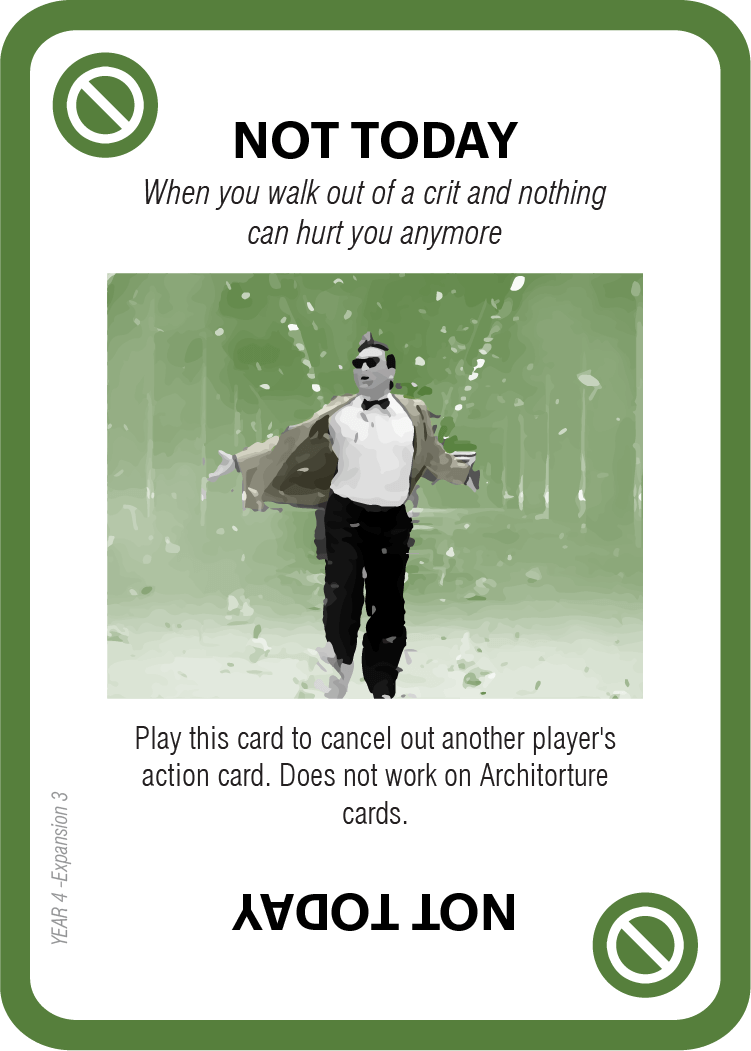 NOT TODAY
When you walk out of a crit and nothing
can hurt you anymore
Play this card to cancel out another player's
action card. Does not work on Architorture
cards.
YEAR 4 -Expansion 3
NOT TODAY